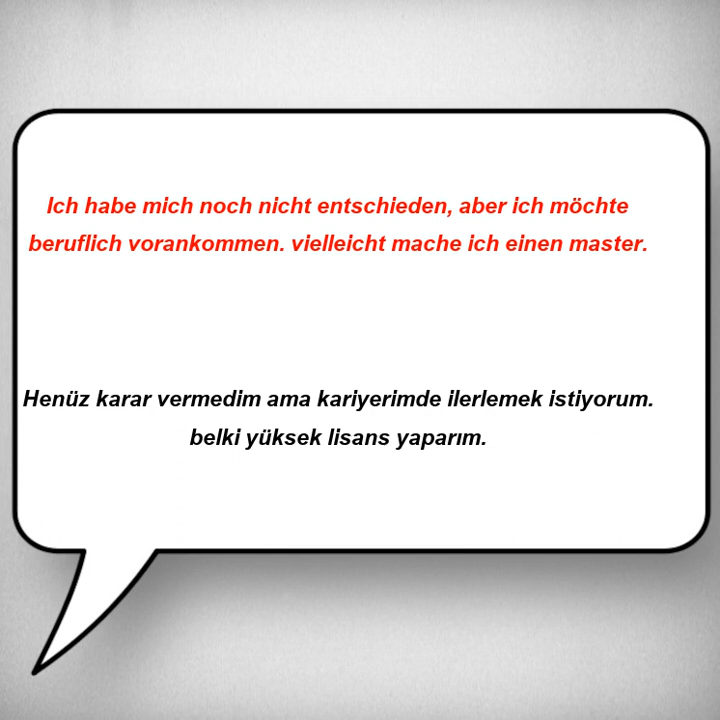 Ich habe mich noch nicht entschieden, aber ich möchte
beruflich vorankommen. vielleicht mache ich einen master.
Henüz karar vermedim ama kariyerimde ilerlemek istiyorum.
belki yüksek lisans yaparım.